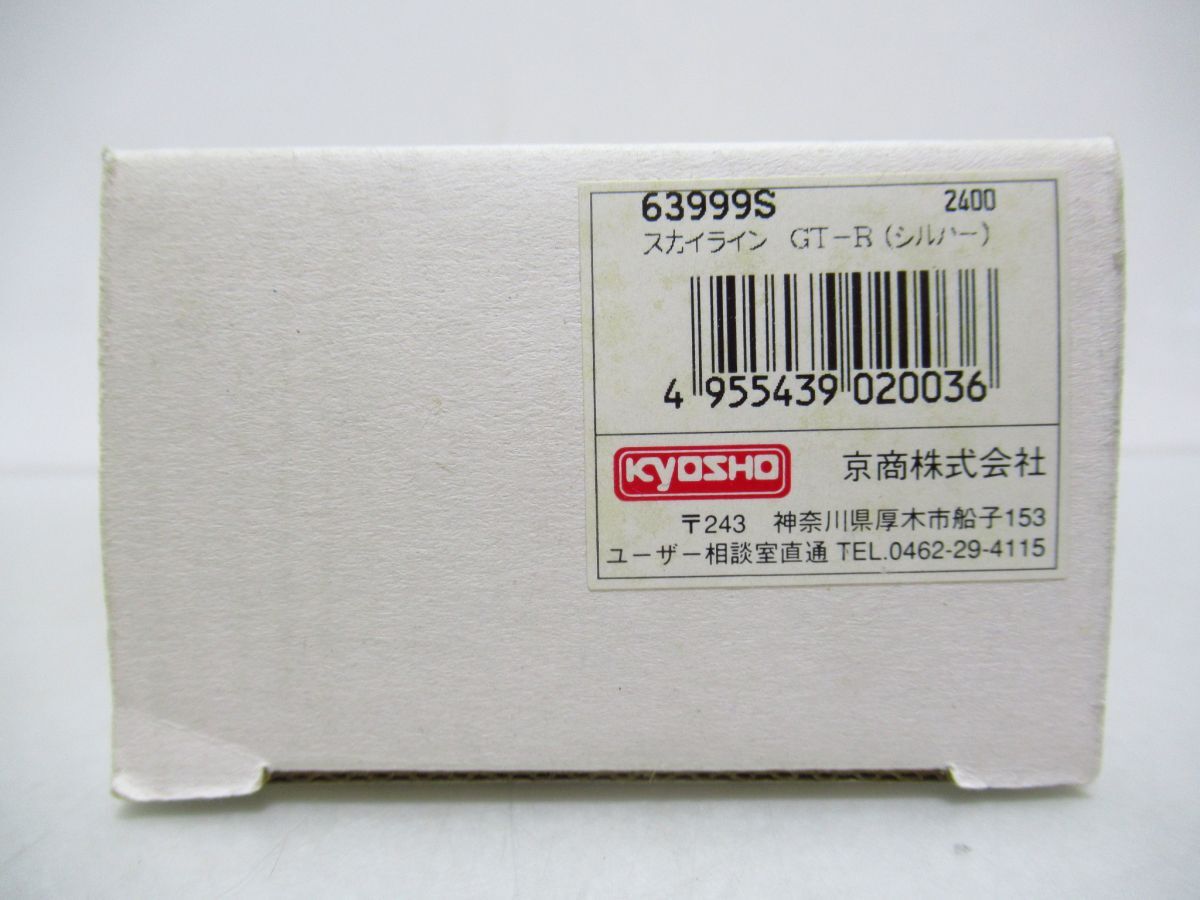 63999S 2400
スカイライン GT-R(シルバー)
4 955439 020036
KYOSHO 京商株式会社
〒243 神奈川県厚木市船子153
ユーザー相談室直通 TEL.0462-29-4115